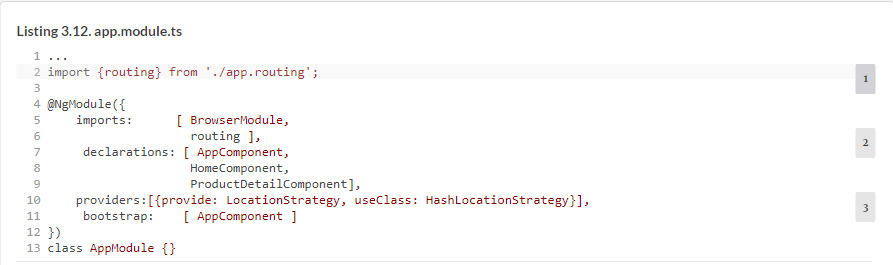 Listing 3.12. app.module.ts
1 ...
2 import {routing} from './app.routing'; 1
3
4 @NgModule({
5     imports:       [ BrowserModule,
6                      routing ], 2
7      declarations: [ AppComponent,
8                      HomeComponent,
9                      ProductDetailComponent],
10     providers:[{provide: LocationStrategy, useClass: HashLocationStrategy}], 3
11      bootstrap:    [ AppComponent ]
12 })
13 class AppModule {}